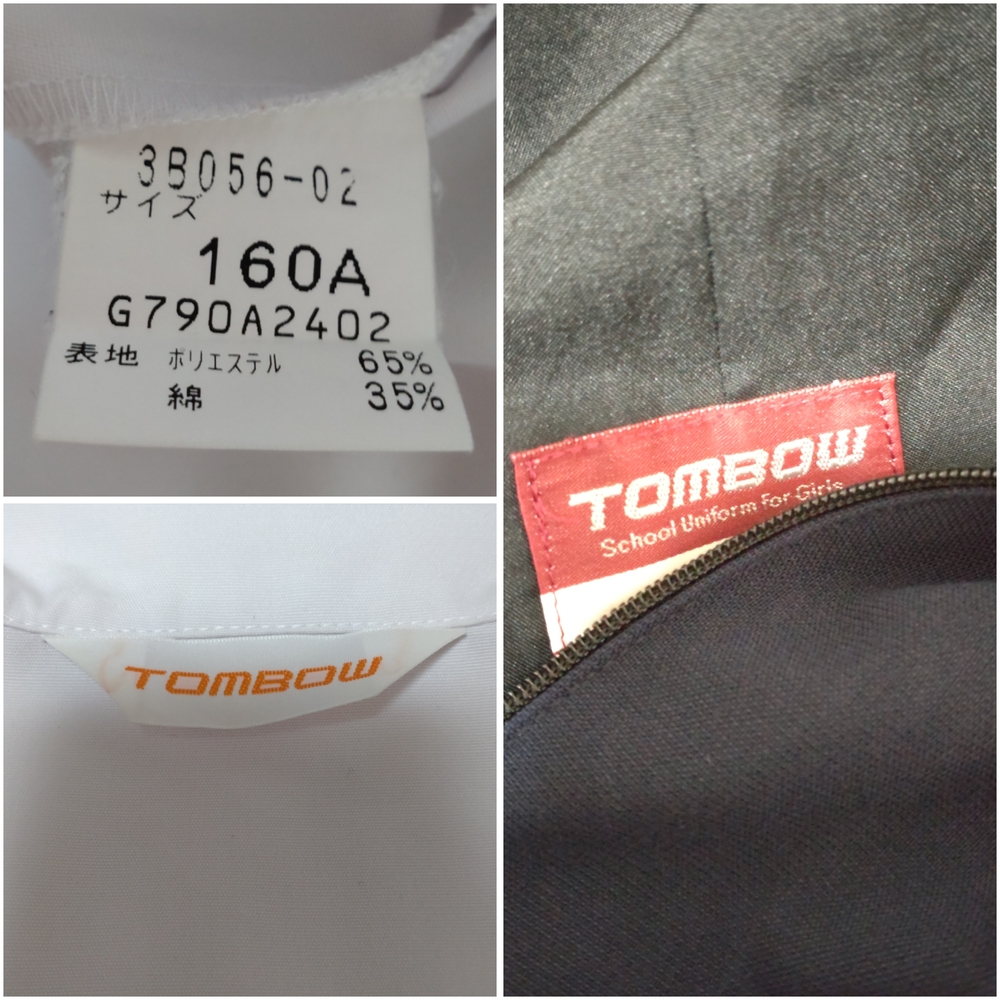 3B056-02
サイズ
160A
G790A2402
表地 ポリエステル 65%
綿 35%
TOMBOW
TOMBOW
School Uniform For Girls